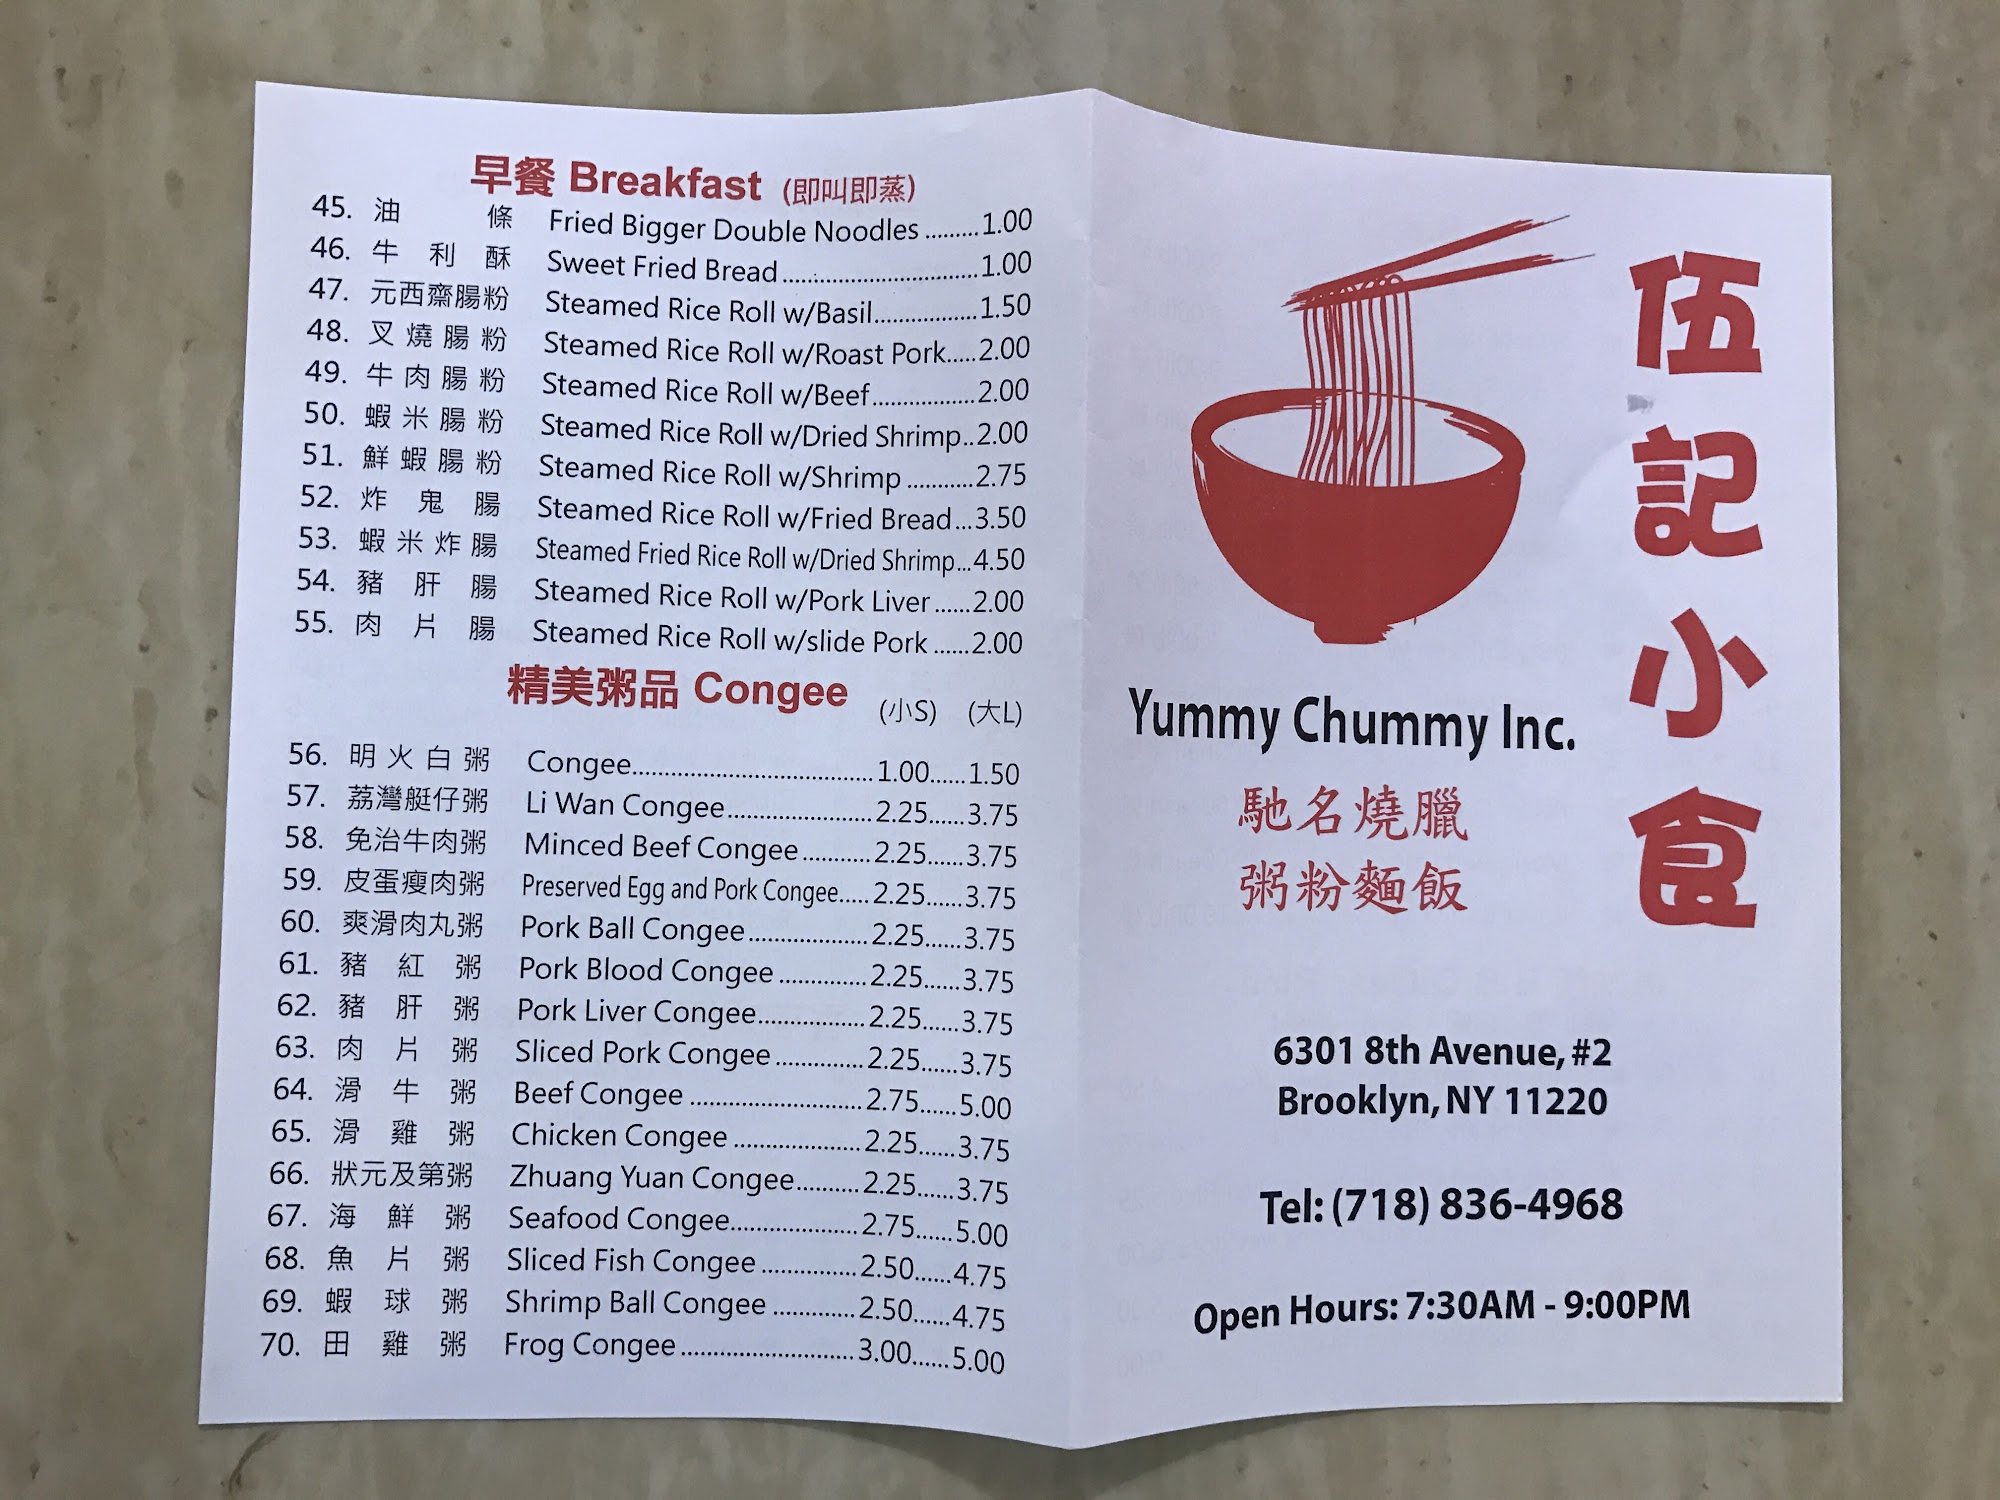 早餐 Breakfast (即叫即蒸)
45. 油條 Fried Bigger Double Noodles.........1.00
46. 牛利酥 Sweet Fried Bread..............................1.00
47. 元西齋腸粉 Steamed Rice Roll w/Basil................1.50
48. 叉燒腸粉 Steamed Rice Roll w/Roast Pork.....2.00
49. 牛肉腸粉 Steamed Rice Roll w/Beef................2.00
50. 蝦米腸粉 Steamed Rice Roll w/Dried Shrimp..2.00
51. 鮮蝦腸粉 Steamed Rice Roll w/Shrimp ...........2.75
52. 炸鬼腸 Steamed Rice Roll w/Fried Bread...3.50
53. 蝦米炸腸 Steamed Fried Rice Roll w/Dried Shrimp...4.50
54. 豬肝腸 Steamed Rice Roll w/Pork Liver ......2.00
55. 肉片腸 Steamed Rice Roll w/slide Pork ......2.00
精美粥品 Congee (小S) (大L)
56. 明火白粥 Congee.....................................1.00......1.50
57. 荔灣艇仔粥 Li Wan Congee.......................2.25......3.75
58. 免治牛肉粥 Minced Beef Congee...........2.25......3.75
59. 皮蛋瘦肉粥 Preserved Egg and Pork Congee.....2.25......3.75
60. 爽滑肉丸粥 Pork Ball Congee...................2.25......3.75
61. 豬紅粥 Pork Blood Congee ..............2.25......3.75
62. 豬肝粥 Pork Liver Congee.................2.25......3.75
63. 肉片粥 Sliced Pork Congee ..............2.25......3.75
64. 滑牛粥 Beef Congee ...........................2.75......5.00
65. 滑雞粥 Chicken Congee ....................2.25......3.75
66. 狀元及第粥 Zhuang Yuan Congee..........2.25......3.75
67. 海鮮粥 Seafood Congee....................2.75......5.00
68. 魚片粥 Sliced Fish Congee ...............2.50......4.75
69. 蝦球粥 Shrimp Ball Congee .............2.50......4.75
70. 田雞粥 Frog Congee...........................3.00......5.00
伍記小食
Yummy Chummy Inc.
馳名燒臘
粥粉麵飯
6301 8th Avenue, #2
Brooklyn, NY 11220
Tel: (718) 836-4968
Open Hours: 7:30AM - 9:00PM